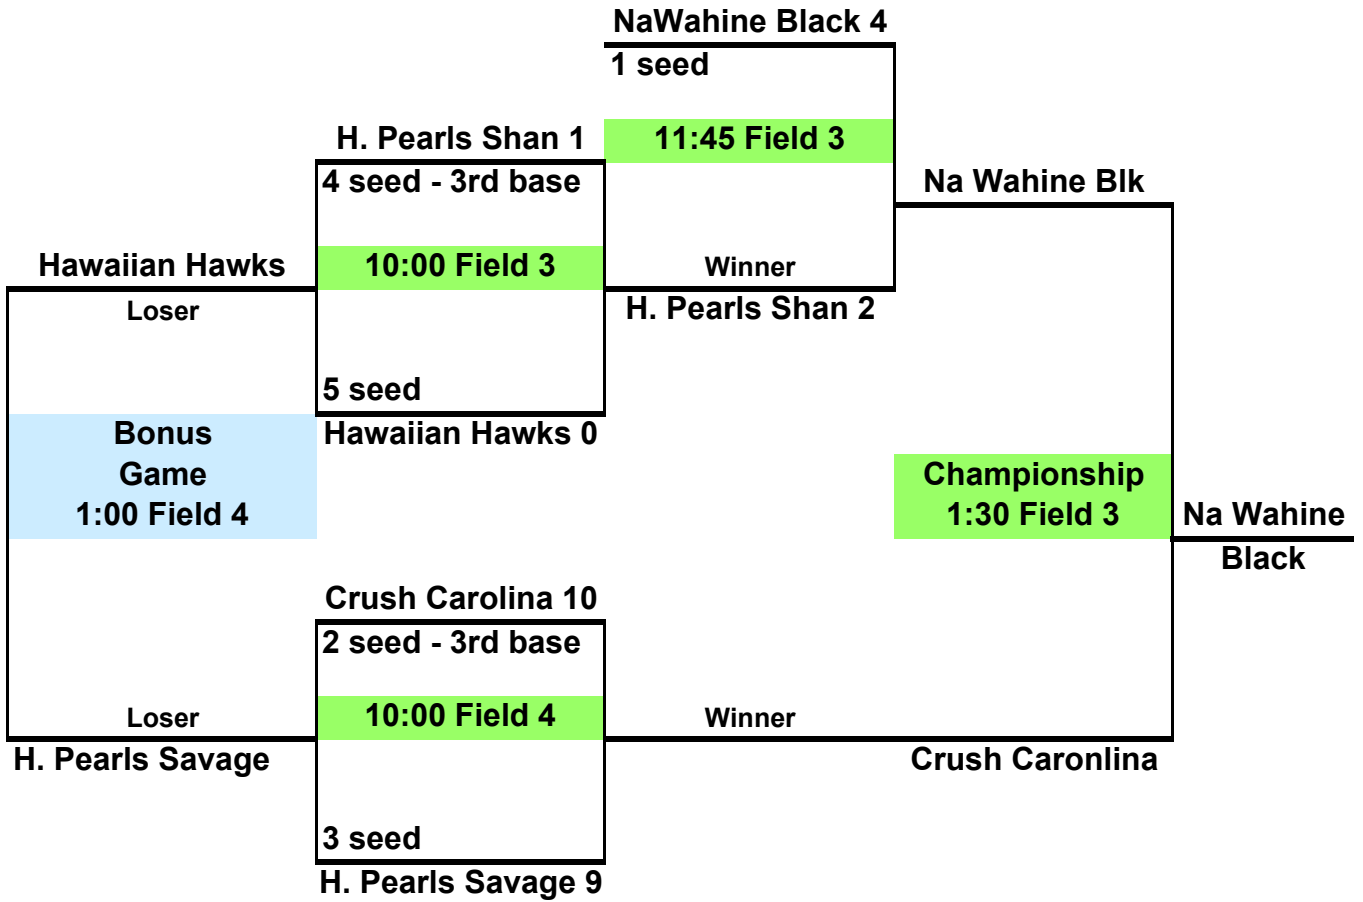 NaWahine Black 4
1 seed
H. Pearls Shan 1
11:45 Field 3
4 seed - 3rd base
Na Wahine Blk
Hawaiian Hawks
10:00 Field 3
Winner
Loser
H. Pearls Shan 2
5 seed
Hawaiian Hawks 0
Bonus
Game
1:00 Field 4
Championship
1:30 Field 3
Na Wahine
Black
Crush Carolina 10
2 seed - 3rd base
Loser
10:00 Field 4
Winner
H. Pearls Savage
Crush Caronlina
3 seed
H. Pearls Savage 9